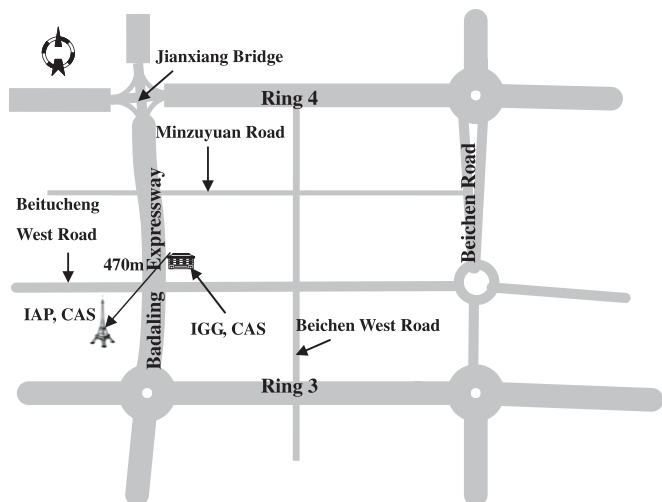 Jianxiang Bridge
Ring 4
Minzuyuan Road
Beitucheng
West Road
Badaling Expressway
Beichen Road
470m
IAP, CAS
IGG, CAS
Beichen West Road
Ring 3